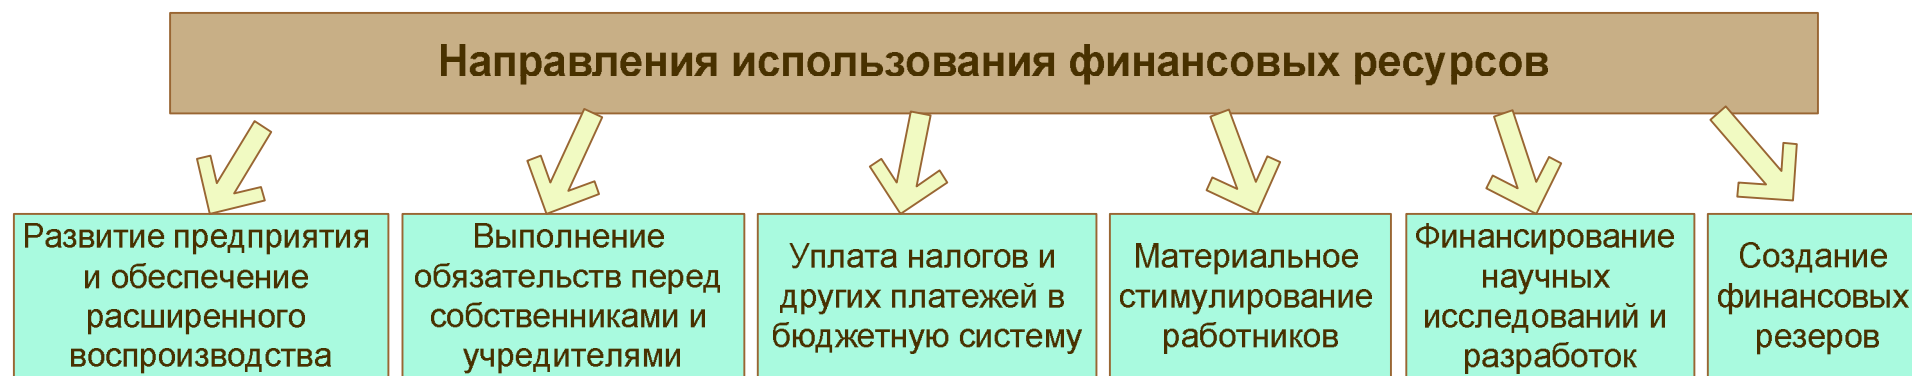 Направления использования финансовых ресурсов
Развитие предприятия
и обеспечение
расширенного
воспроизводства
Выполнение
обязательств перед
собственниками и
учредителями
Уплата налогов и
других платежей в
бюджетную систему
Материальное
стимулирование
работников
Финансирование
научных
исследований и
разработок
Создание
финансовых
резеров